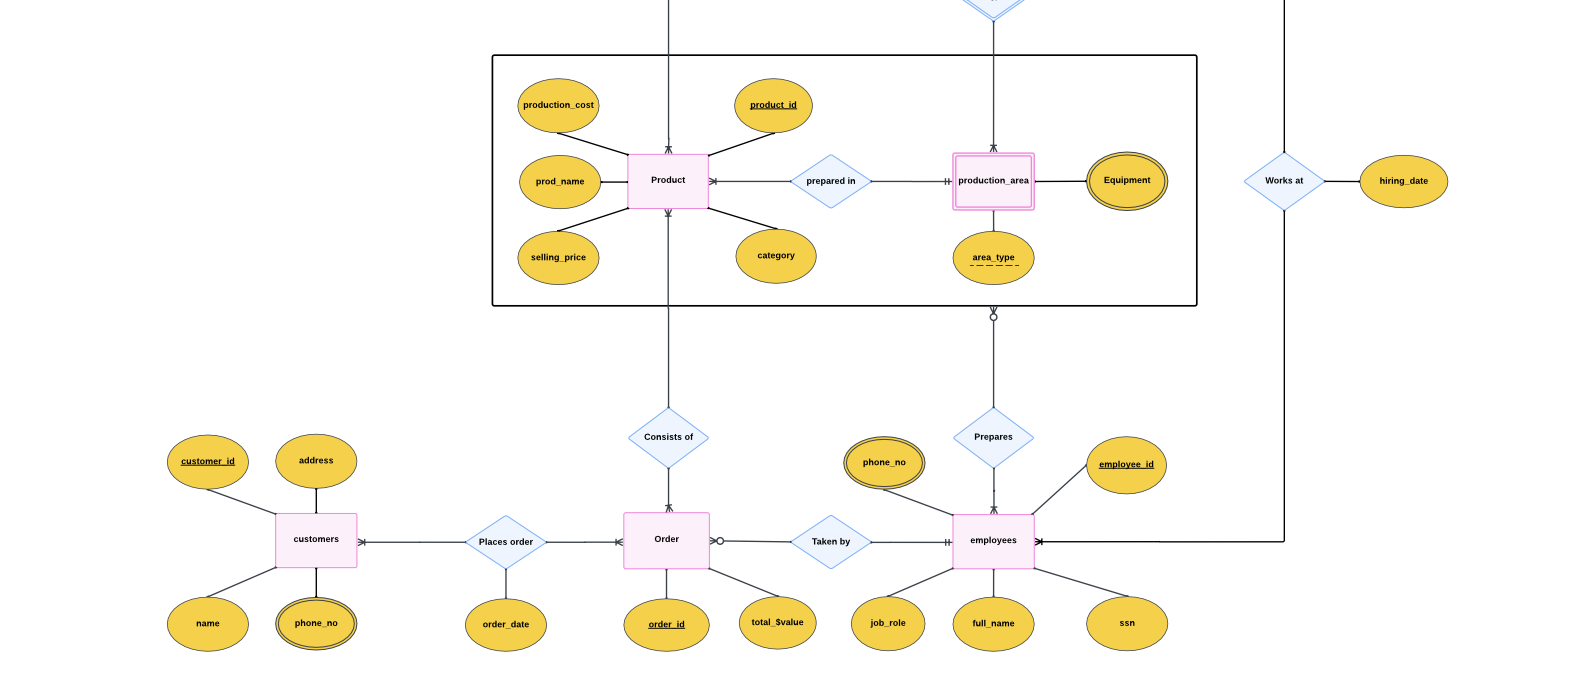 production_cost
product_id
prod_name
Product
prepared in
production_area
Equipment
Works at
hiring_date
selling_price
category
area_type
Consists of
Prepares
customer_id
address
phone_no
employee_id
customers
Places order
Order
Taken by
employees
name
phone_no
order_date
order_id
total_$value
job_role
full_name
ssn